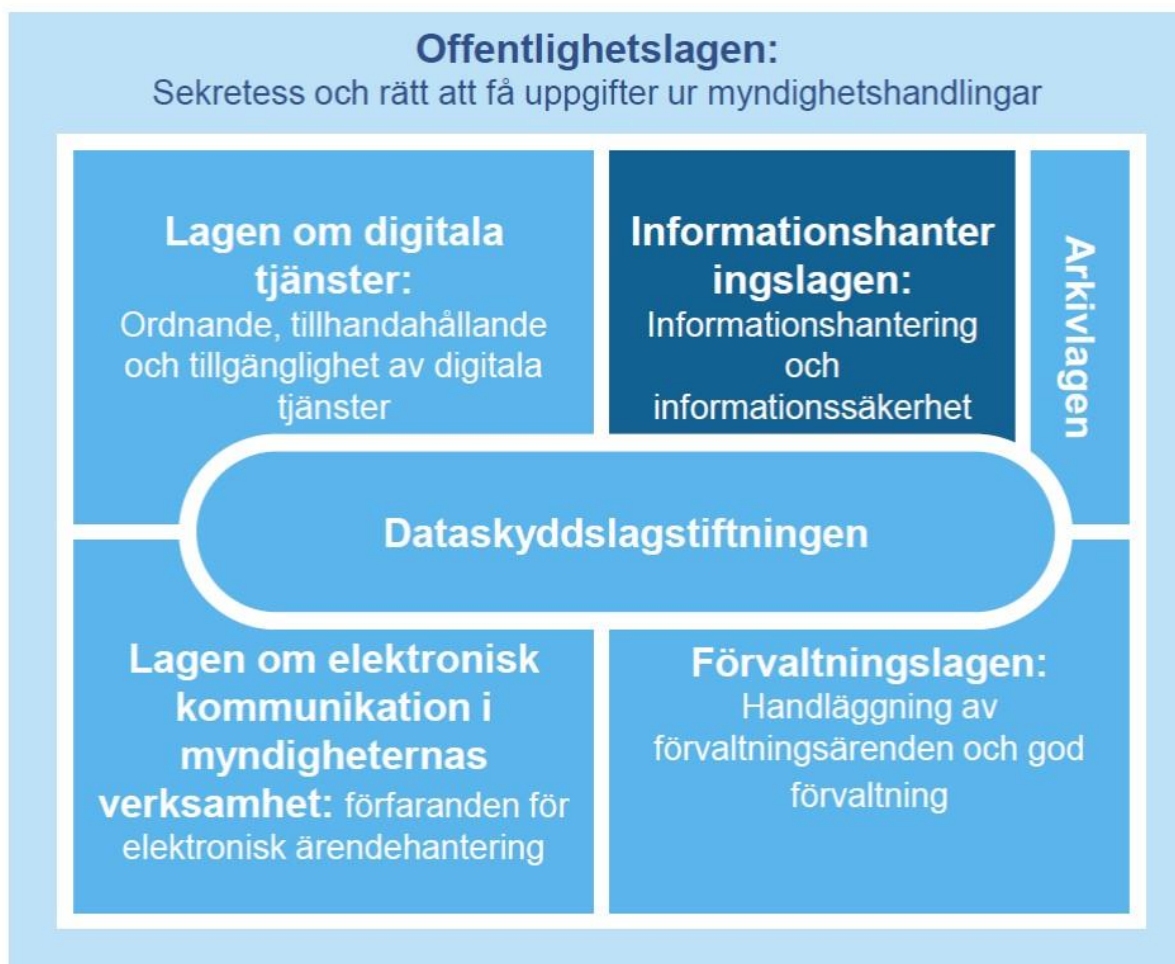 Offentlighetslagen:
Sekretess och rätt att få uppgifter ur myndighetshandlingar
Lagen om digitala
tjänster:
Ordnande, tillhandahållande
och tillgänglighet av digitala
tjänster
Informationshanter
ingslagen:
Informationshantering
och
informationssäkerhet
Arkivlagen
Dataskyddslagstiftningen
Lagen om elektronisk
kommunikation i
myndigheternas
verksamhet: förfaranden för
elektronisk ärendehantering
Förvaltningslagen:
Handläggning av
förvaltningsärenden och god
förvaltning